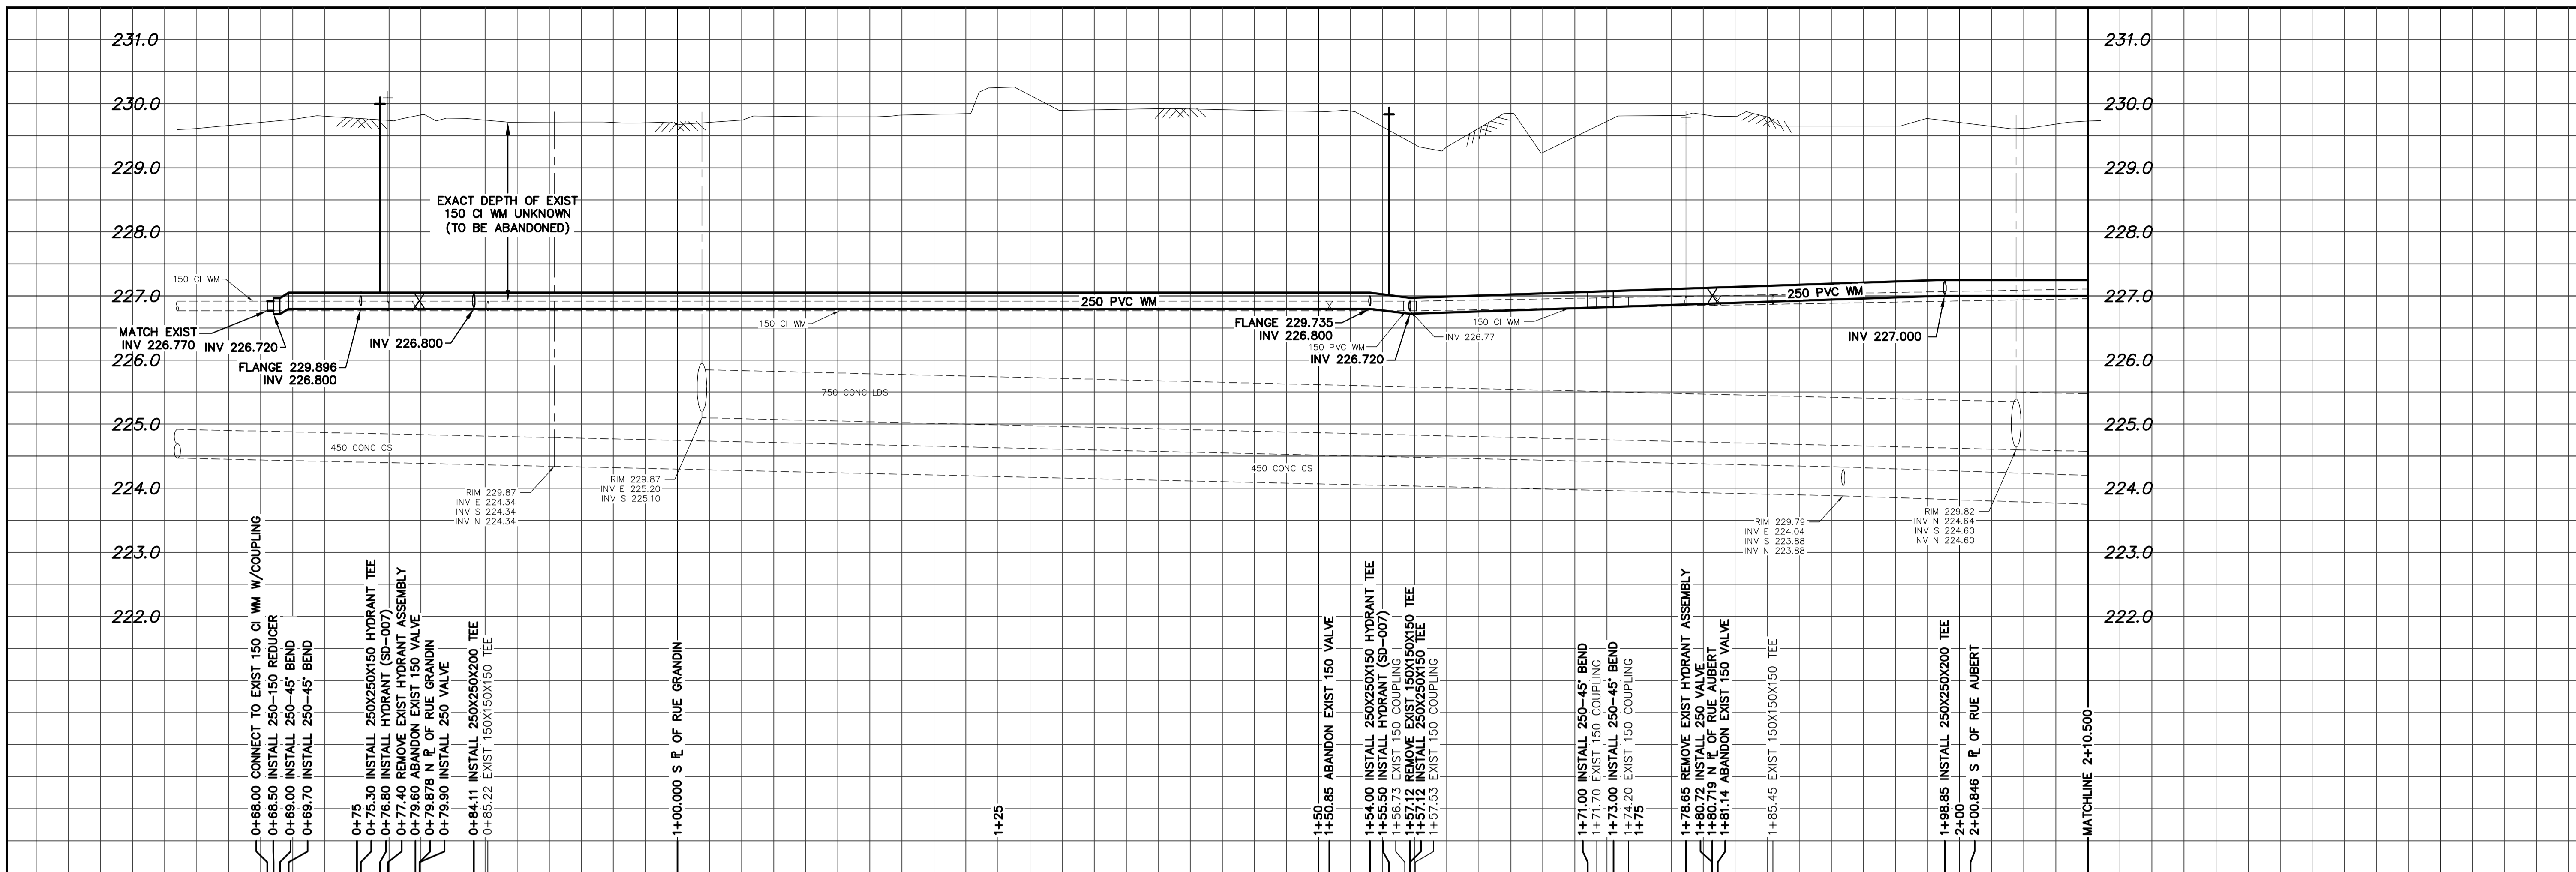 231.0
230.0
229.0
228.0
227.0
226.0
225.0
224.0
223.0
222.0
150 CI WM
MATCH EXIST
INV 226.770
INV 226.720
FLANGE 229.896
INV 226.800
EXACT DEPTH OF EXIST
150 CI WM UNKNOWN
(TO BE ABANDONED)
INV 226.800
150 CI WM
250 PVC WM
FLANGE 229.735
INV 226.800
150 PVC WM
INV 226.720
INV 226.77
150 CI WM
250 PVC WM
INV 227.000
450 CONC CS
RIM 229.87
INV E 224.34
INV S 224.34
INV N 224.34
RIM 229.87
INV E 225.20
INV S 225.10
750 CONC LDS
450 CONC CS
RIM 229.79
INV E 224.04
INV S 223.88
INV N 223.88
RIM 229.82
INV N 224.64
INV S 224.60
INV N 224.60
231.0
230.0
229.0
228.0
227.0
226.0
225.0
224.0
223.0
222.0
0+68.00 CONNECT TO EXIST 150 CI WM W/COUPLING
0+68.50 INSTALL 250-150 REDUCER
0+69.00 INSTALL 250-45° BEND
0+69.70 INSTALL 250-45° BEND
0+75
0+75.30 INSTALL 250X250X150 HYDRANT TEE
0+76.80 INSTALL HYDRANT (SD-007)
0+77.40 REMOVE EXIST HYDRANT ASSEMBLY
0+79.60 ABANDON EXIST 150 VALVE
0+79.878 N PL OF RUE GRANDIN
0+79.90 INSTALL 250 VALVE
0+84.11 INSTALL 250X250X200 TEE
0+85.22 EXIST 150X150X150 TEE
1+00.000 S PL OF RUE GRANDIN
1+25
1+50
1+50.85 ABANDON EXIST 150 VALVE
1+54.00 INSTALL 250X250X150 HYDRANT TEE
1+55.50 INSTALL HYDRANT (SD-007)
1+56.73 EXIST 150 COUPLING
1+57.12 REMOVE EXIST 150X150X150 TEE
1+57.12 INSTALL 250X250X150 TEE
1+57.53 EXIST 150 COUPLING
1+71.00 INSTALL 250-45° BEND
1+71.70 EXIST 150 COUPLING
1+73.00 INSTALL 250-45° BEND
1+74.20 EXIST 150 COUPLING
1+75
1+78.65 REMOVE EXIST HYDRANT ASSEMBLY
1+80.72 INSTALL 250 VALVE
1+80.719 N PL OF RUE AUBERT
1+81.14 ABANDON EXIST 150 VALVE
1+85.45 EXIST 150X150X150 TEE
1+98.85 INSTALL 250X250X200 TEE
2+00
2+00.846 S PL OF RUE AUBERT
MATCHLINE 2+10.500